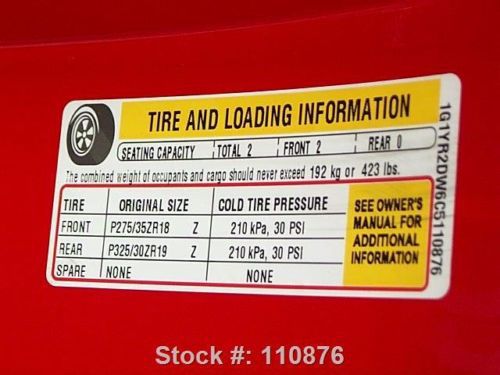 TIRE AND LOADING INFORMATION
SEATING CAPACITY TOTAL 2 FRONT 2 REAR 0
The combined weight of occupants and cargo should never exceed 192 kg or 423 lbs.
TIRE ORIGINAL SIZE COLD TIRE PRESSURE
FRONT P275/35ZR18 Z 210 kPa, 30 PSI
REAR P325/30ZR19 Z 210 kPa, 30 PSI
SPARE NONE NONE
SEE OWNER'S
MANUAL FOR
ADDITIONAL
INFORMATION
1G1YR2DW6C5110876
Stock #: 110876